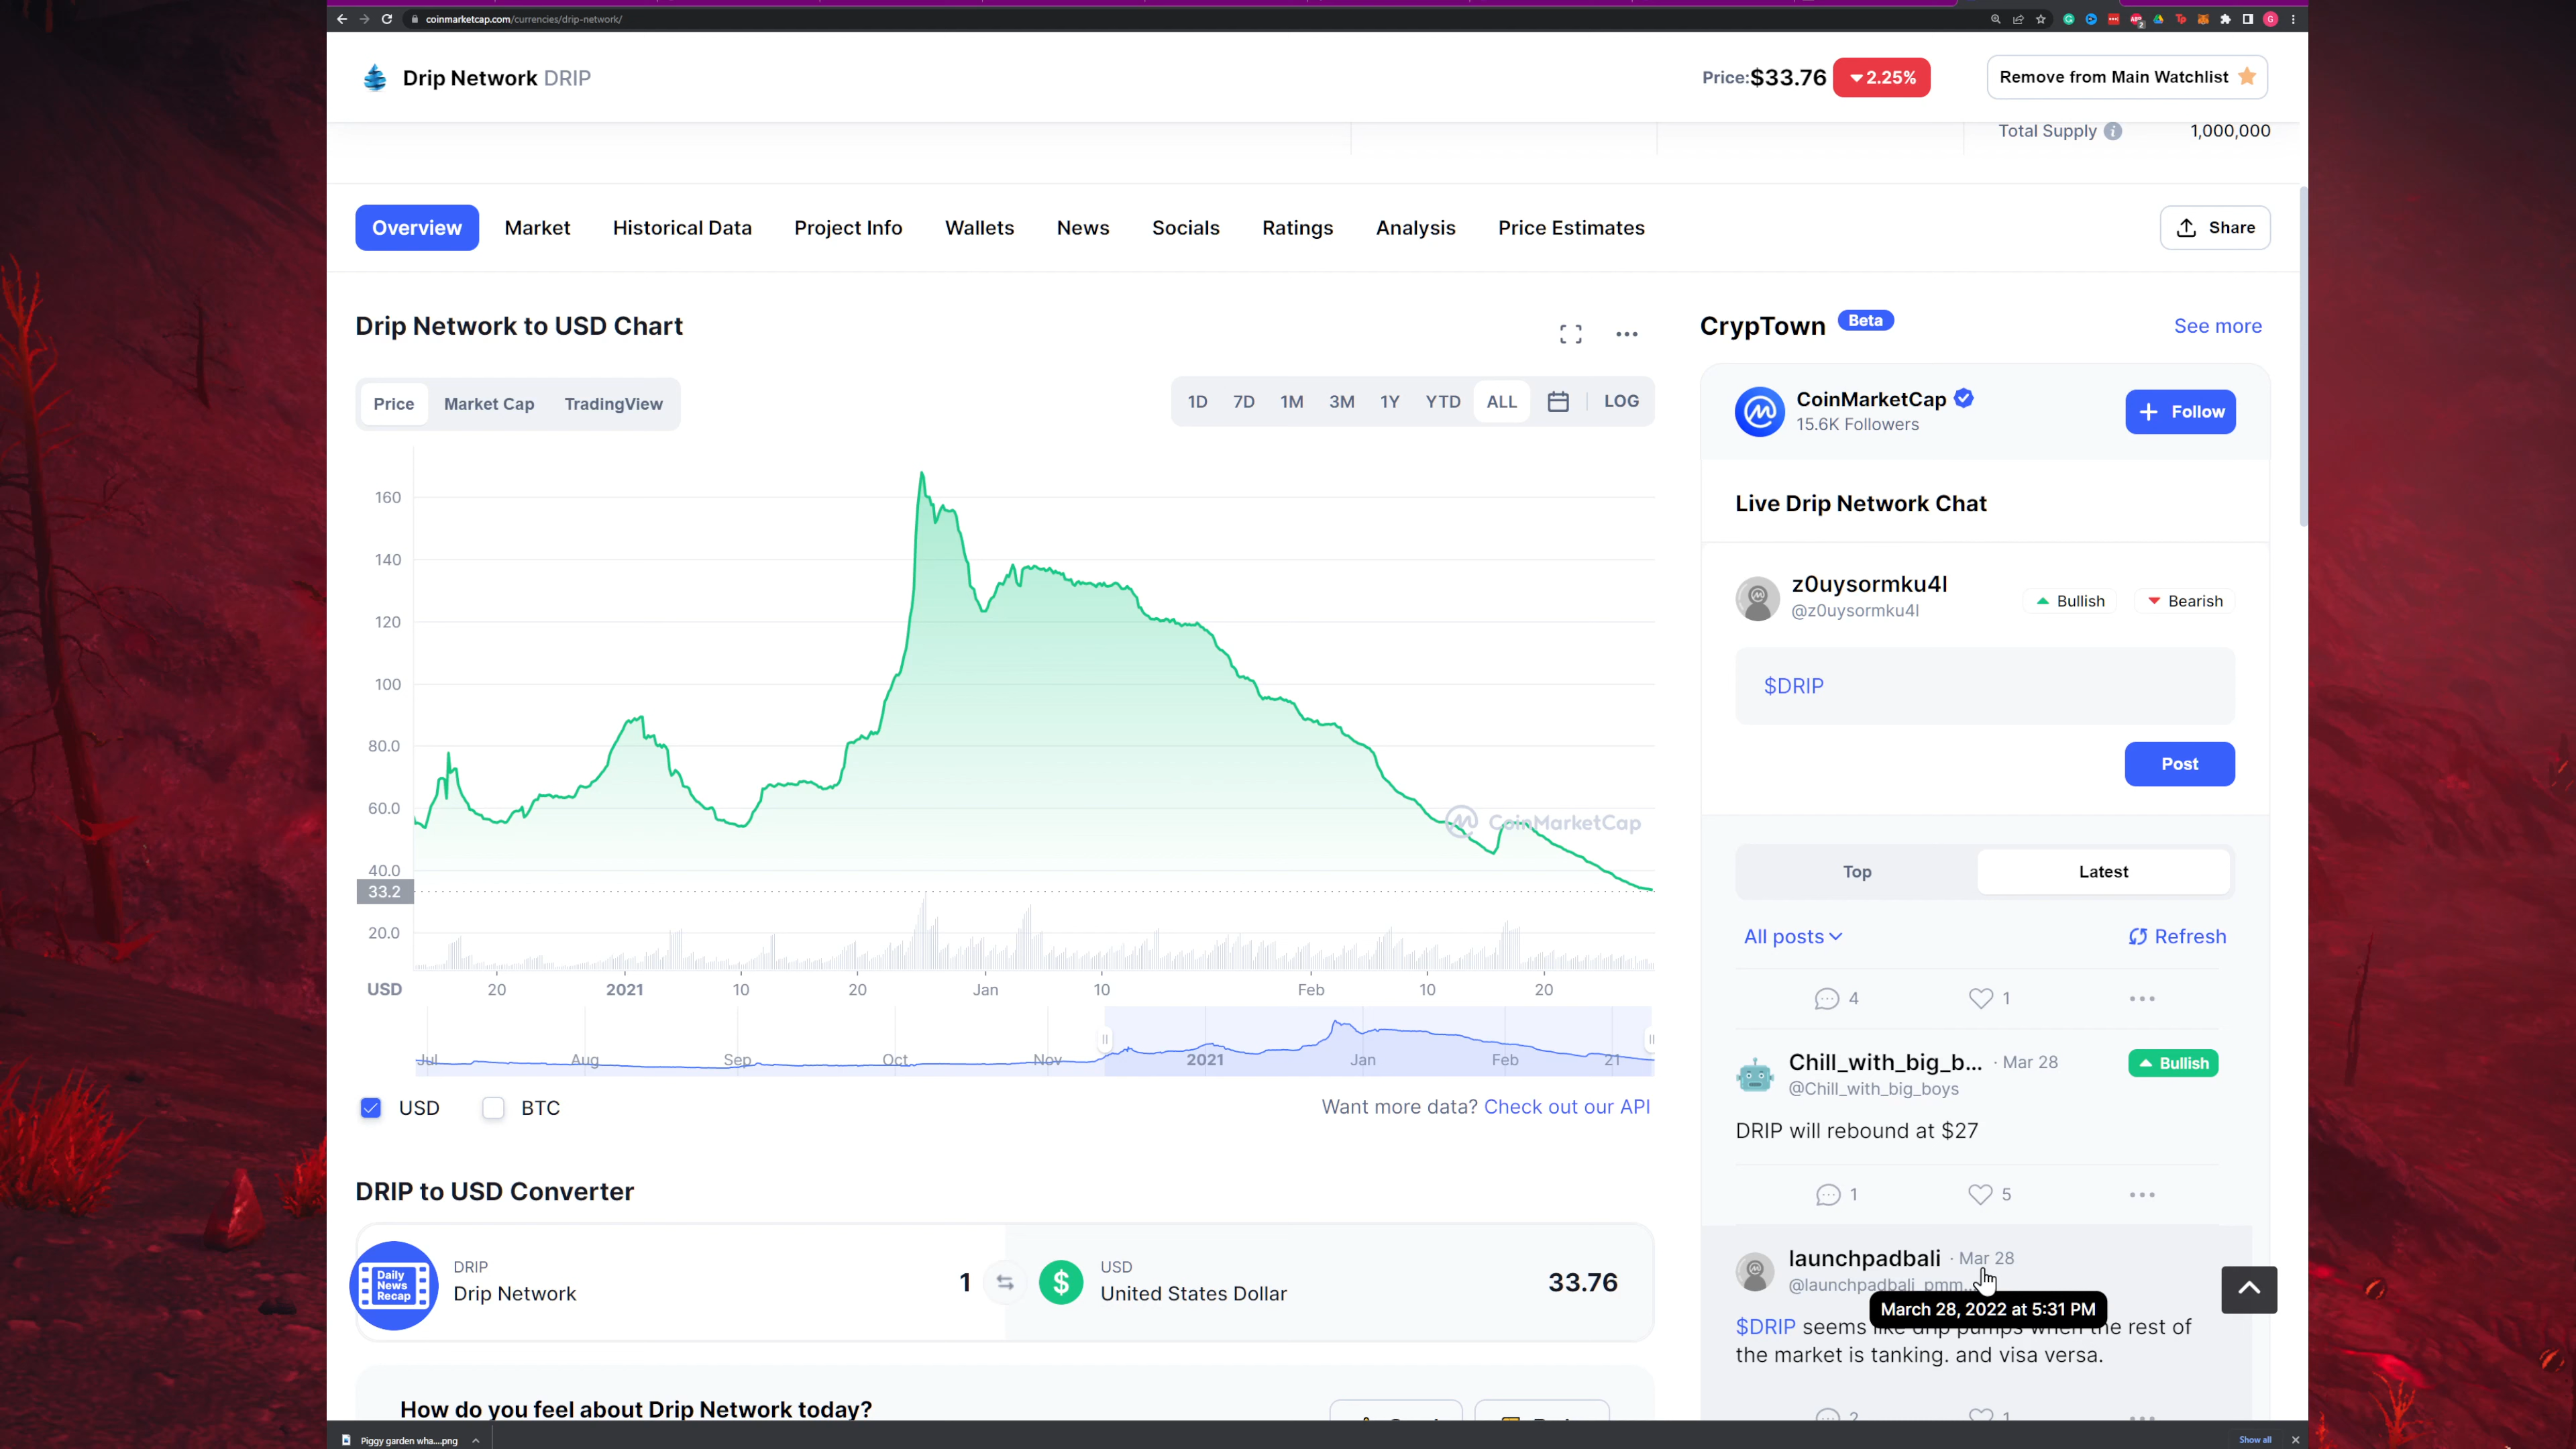 coinmarketcap.com/currencies/drip-network/
Drip Network DRIP
Price:$33.76
2.25%
Remove from Main Watchlist
Total Supply
1,000,000
Overview
Market
Historical Data
Project Info
Wallets
News
Socials
Ratings
Analysis
Price Estimates
Share
Drip Network to USD Chart
Price
Market Cap
TradingView
1D
7D
1M
3M
1Y
YTD
ALL
LOG
160
140
120
100
80.0
60.0
40.0
33.2
20.0
CoinMarketCap
USD
20
2021
10
20
Jan
10
Feb
10
20
Jul
Aug
Sep
Oct
Nov
2021
Jan
Feb
21
USD
BTC
Want more data? Check out our API
DRIP to USD Converter
Daily
News
Recap
DRIP
Drip Network
1
$
USD
United States Dollar
33.76
How do you feel about Drip Network today?
CrypTown
Beta
See more
CoinMarketCap
15.6K Followers
Follow
Live Drip Network Chat
z0uysormku4l
@z0uysormku4l
Bullish
Bearish
$DRIP
Post
Top
Latest
All posts
Refresh
4
1
Chill_with_big_b... · Mar 28
@Chill_with_big_boys
Bullish
DRIP will rebound at $27
1
5
launchpadbali · Mar 28
@launchpadbali_pmm...
March 28, 2022 at 5:31 PM
$DRIP seems like drip pumps when the rest of
the market is tanking. and visa versa.
2
1
Piggy garden wha....png
Show all